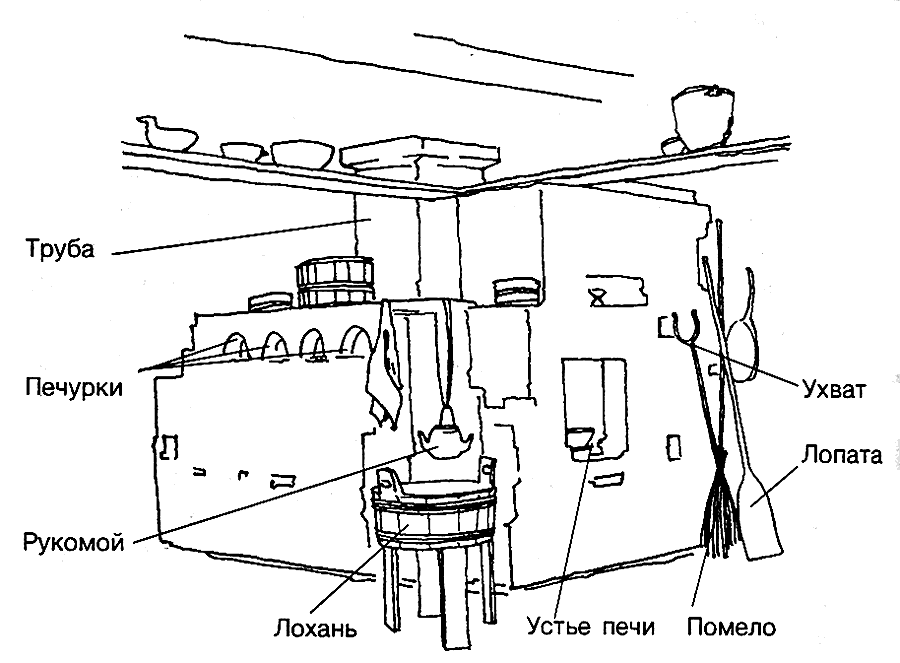 Труба
Печурки
Ухват
Лопата
Рукомой
Лохань
Устье печи
Помело